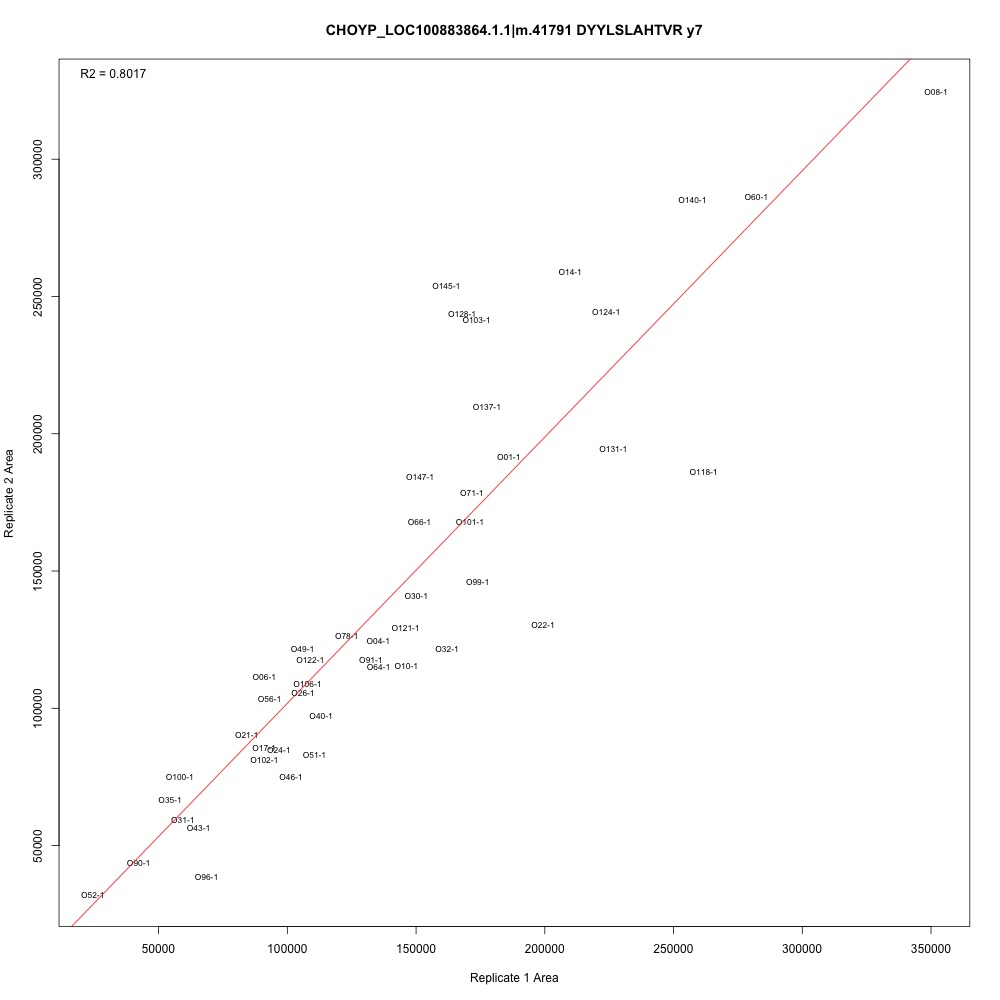 CHOYP_LOC100883864.1.1|m.41791 DYYLSLAHTVR y7
R2 = 0.8017
O08-1
O60-1
O140-1
O14-1
O145-1
O124-1
O128-1
O103-1
O137-1
O131-1
O01-1
O118-1
O147-1
O71-1
O66-1
O101-1
O99-1
O30-1
O121-1
O22-1
O78-1
O04-1
O49-1
O32-1
O122-1
O91-1
O64-1
O10-1
O06-1
O106-1
O26-1
O56-1
O40-1
O21-1
O17-1
O24-1
O51-1
O102-1
O100-1
O46-1
O35-1
O31-1
O43-1
O90-1
O96-1
O52-1
300000
250000
200000
150000
100000
50000
Replicate 2 Area
50000 100000 150000 200000 250000 300000 350000
Replicate 1 Area